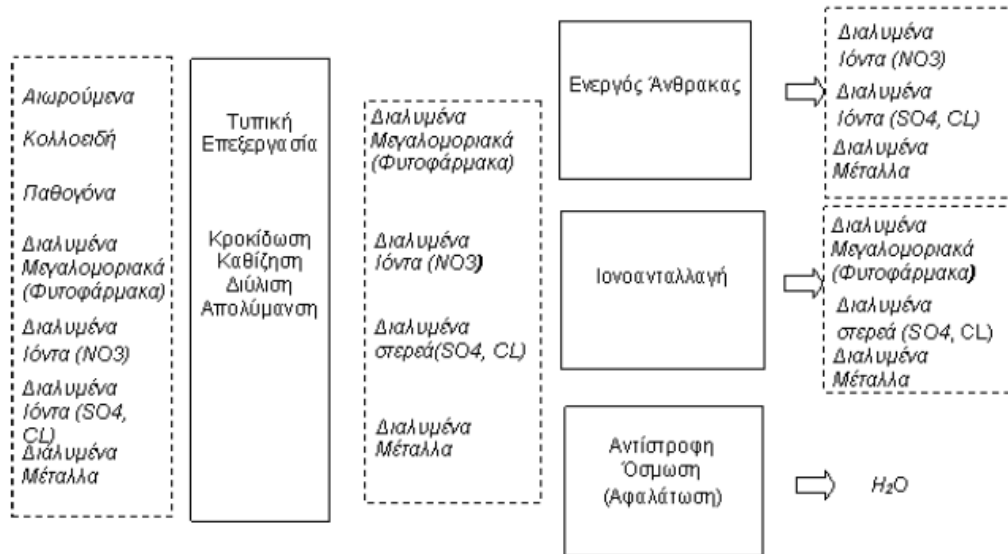 Αιωρούμενα
Κολλοειδή
Παθογόνα
Διαλυμένα
Μεγαλομοριακά
(Φυτοφάρμακα)
Διαλυμένα
Ιόντα (NO3)
Διαλυμένα
Ιόντα (SO4,
CL)
Διάλυμένα
Μέταλλα
Τυπική
Επεξεργασία
Κροκίδωση
Καθίζηση
Διύλιση
Απολύμανση
Διαλυμένα
Μεγαλομοριακά
(Φυτοφάρμακα)
Διαλυμένα
Ιόντα (NO3)
Διαλυμένα
στερεά(SO4, CL)
Διαλυμένα
Μέταλλα
Ενεργός Άνθρακας
Διαλυμένα
Ιόντα (NO3)
Διαλυμένα
Ιόντα (SO4, CL)
Διαλυμένα
Μέταλλα
Ιονοανταλλαγή
Διαλυμένα
Μεγαλομοριακά
(Φυτοφάρμακα)
Διαλυμένα
στερεά (SO4, CL)
Διαλυμένα
Μέταλλα
Αντίστροφη
Όσμωση
(Αφαλάτωση)
H₂O